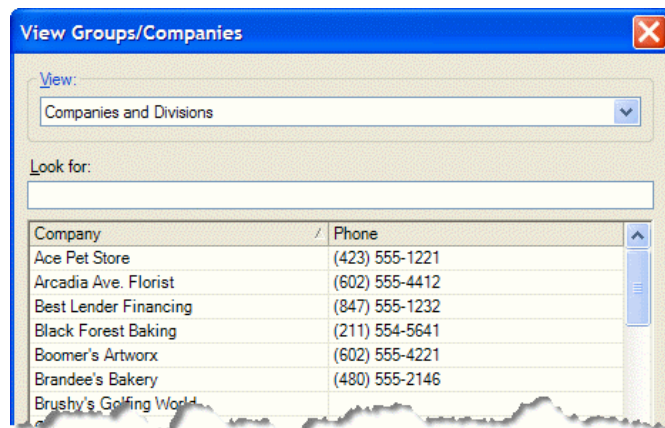 View Groups/Companies
View:
Companies and Divisions
Look for:
Company Phone
Ace Pet Store (423) 555-1221
Arcadia Ave. Florist (602) 555-4412
Best Lender Financing (847) 555-1232
Black Forest Baking (211) 554-5641
Boomer's Artworx (602) 555-4221
Brandee's Bakery (480) 555-2146
Brushy's Golfing World